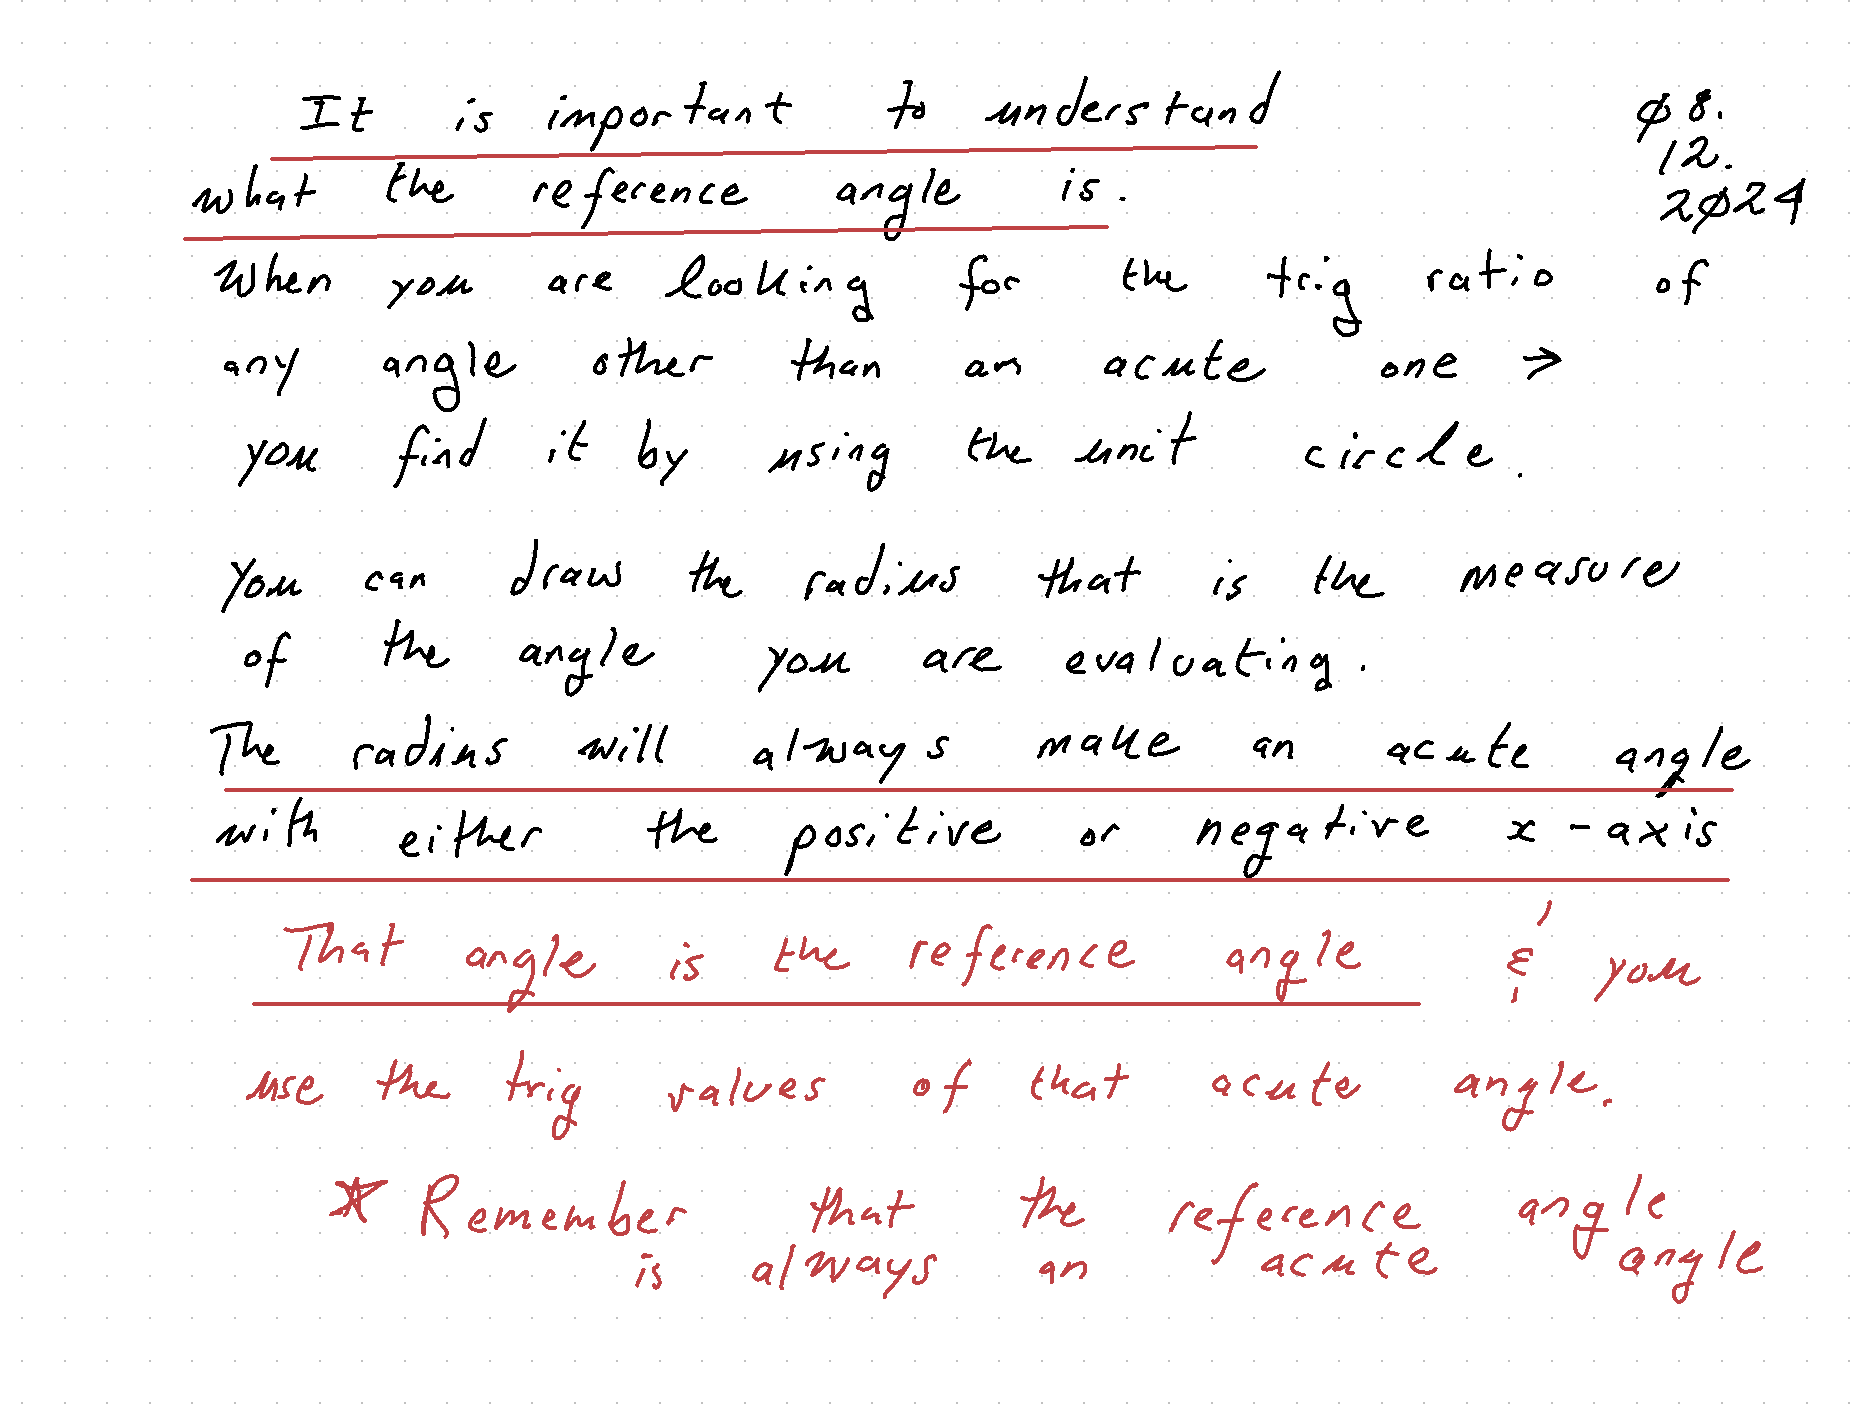 It is important to understand
what the reference angle is.
Ø8.
12.
2Ø24
When you are looking for the trig ratio of
any angle other than an acute one →
you find it by using the unit circle.
You can draw the radius that is the measure
of the angle you are evaluating.
The radius will always make an acute angle
with either the positive or negative x-axis
That angle is the reference angle & you
use the trig values of that acute angle.
* Remember that the reference angle
is always an acute angle